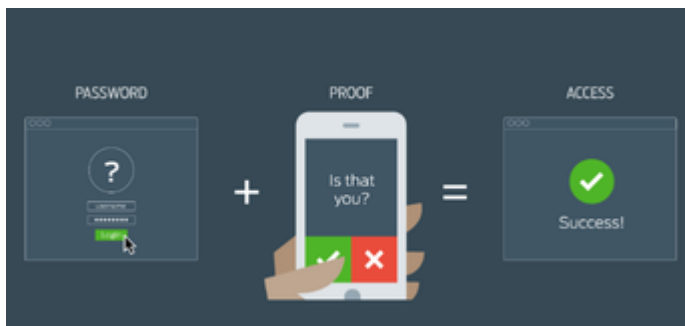 PASSWORD
PROOF
ACCESS
?
username
Login
+
Is that
you?
=
Success!